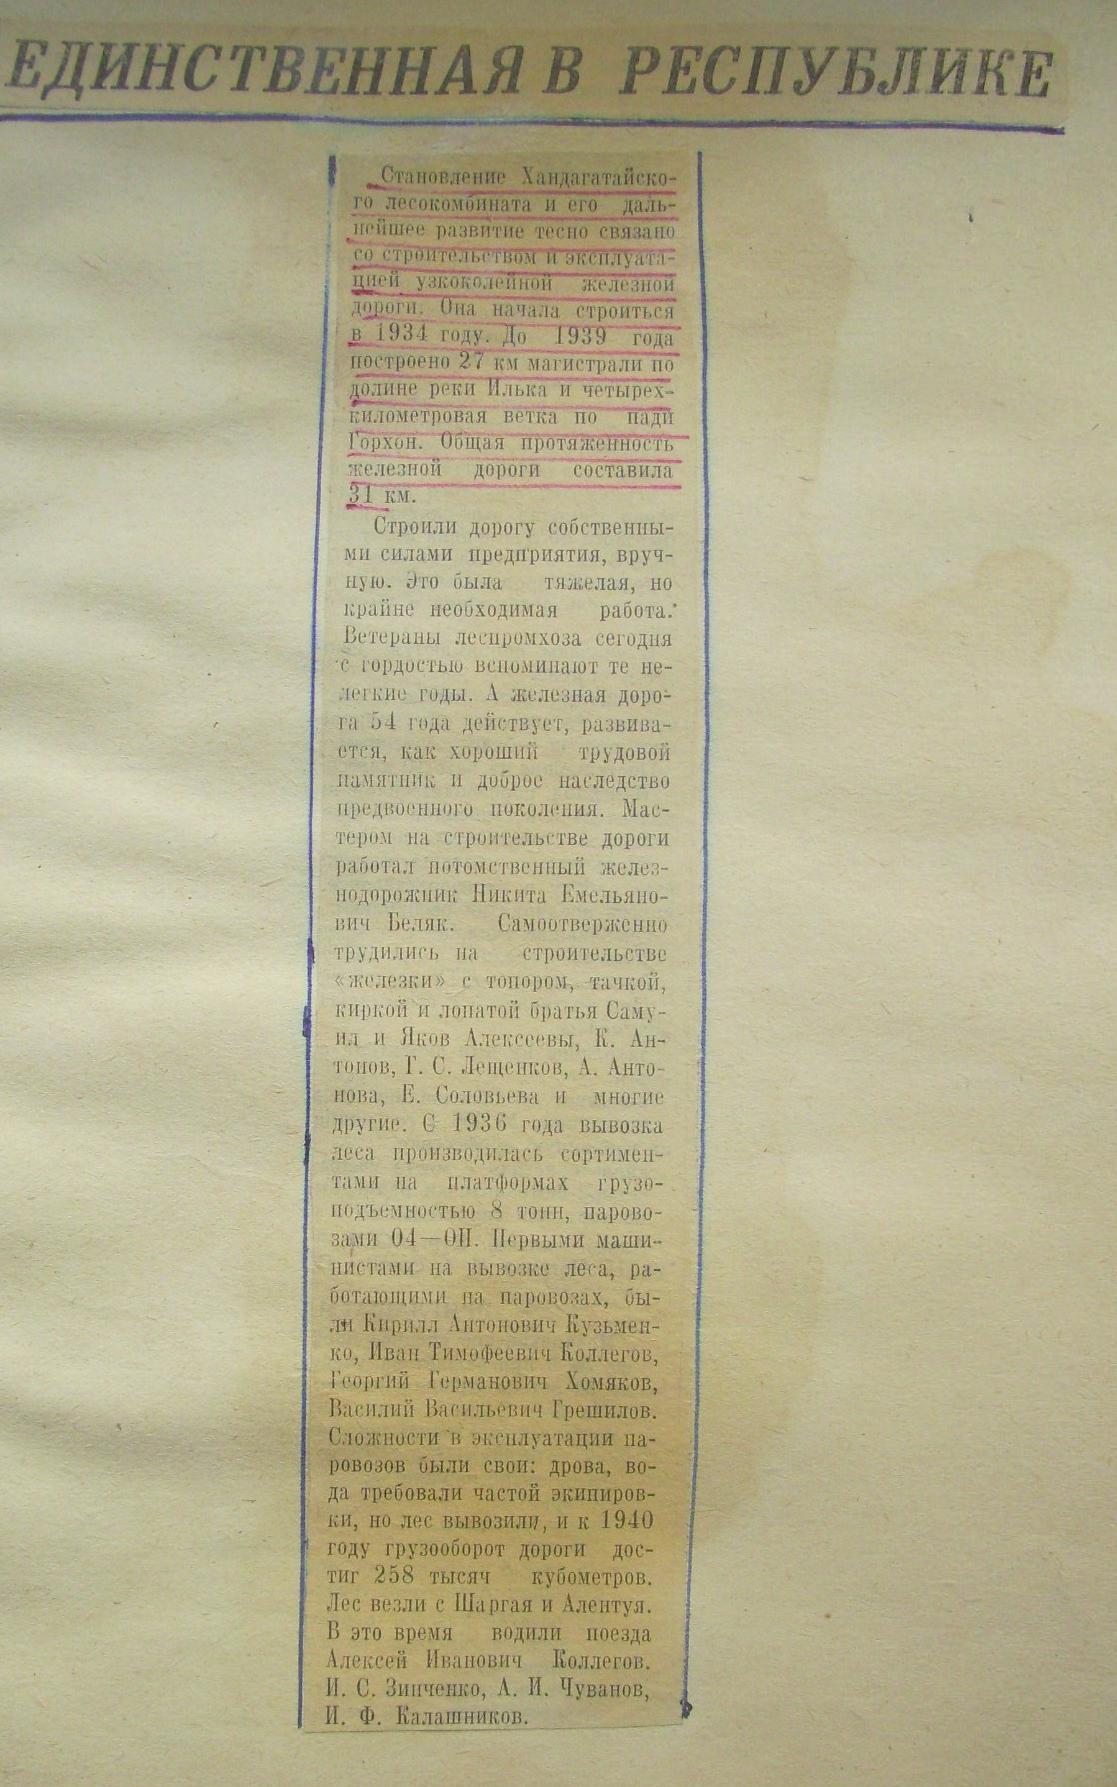 ЕДИНСТВЕННАЯ В РЕСПУБЛИКЕ
Становление Хандагатайско-
го лесокомбината и его даль-
нейшее развитие тесно связано
со строительством и эксплуата-
цией узкоколейной железной
дороги. Она начала строиться
в 1934 году. До 1939 года
построено 27 км магистрали по
долине реки Илька и четырех-
километровая ветка по пади
Горхон. Общая протяженность
железной дороги составила
31 км.
Строили дорогу собственны-
ми силами предприятия, вруч-
ную. Это была тяжелая, но
крайне необходимая работа.
Ветераны леспромхоза сегодня
с гордостью вспоминают те не-
легкие годы. А железная доро-
га 54 года действует, развива-
ется, как хороший трудовой
памятник и доброе наследство
предвоенного поколения. Мас-
тером на строительстве дороги
работал потомственный желез-
нодорожник Никита Емельяно-
вич Беляк. Самоотверженно
трудились на строительстве
«железки» с топором, тачкой,
киркой и лопатой братья Саму-
ил и Яков Алексеевы, К. Ан-
тонов, Г. С. Лещенков, А. Анто-
нова, Е. Соловьева и многие
другие. С 1936 года вывозка
леса производилась сортимен-
тами на платформах грузо-
подъемностью 8 тонн, парово-
зами 04—ОП. Первыми маши-
нистами на вывозке леса, ра-
ботающими на паровозах, бы-
ли Кирилл Антонович Кузьмен-
ко, Иван Тимофеевич Коллегов,
Георгий Германович Хомяков,
Василий Васильевич Грешилов.
Сложности в эксплуатации па-
ровозов были свои: дрова, во-
да требовали частой экипиров-
ки, но лес вывозили, и к 1940
году грузооборот дороги дос-
тиг 258 тысяч кубометров.
Лес везли с Шаргая и Алентуя.
В это время водили поезда
Алексей Иванович Коллегов.
И. С. Зинченко, А. И. Чуванов,
И. Ф. Калашников.